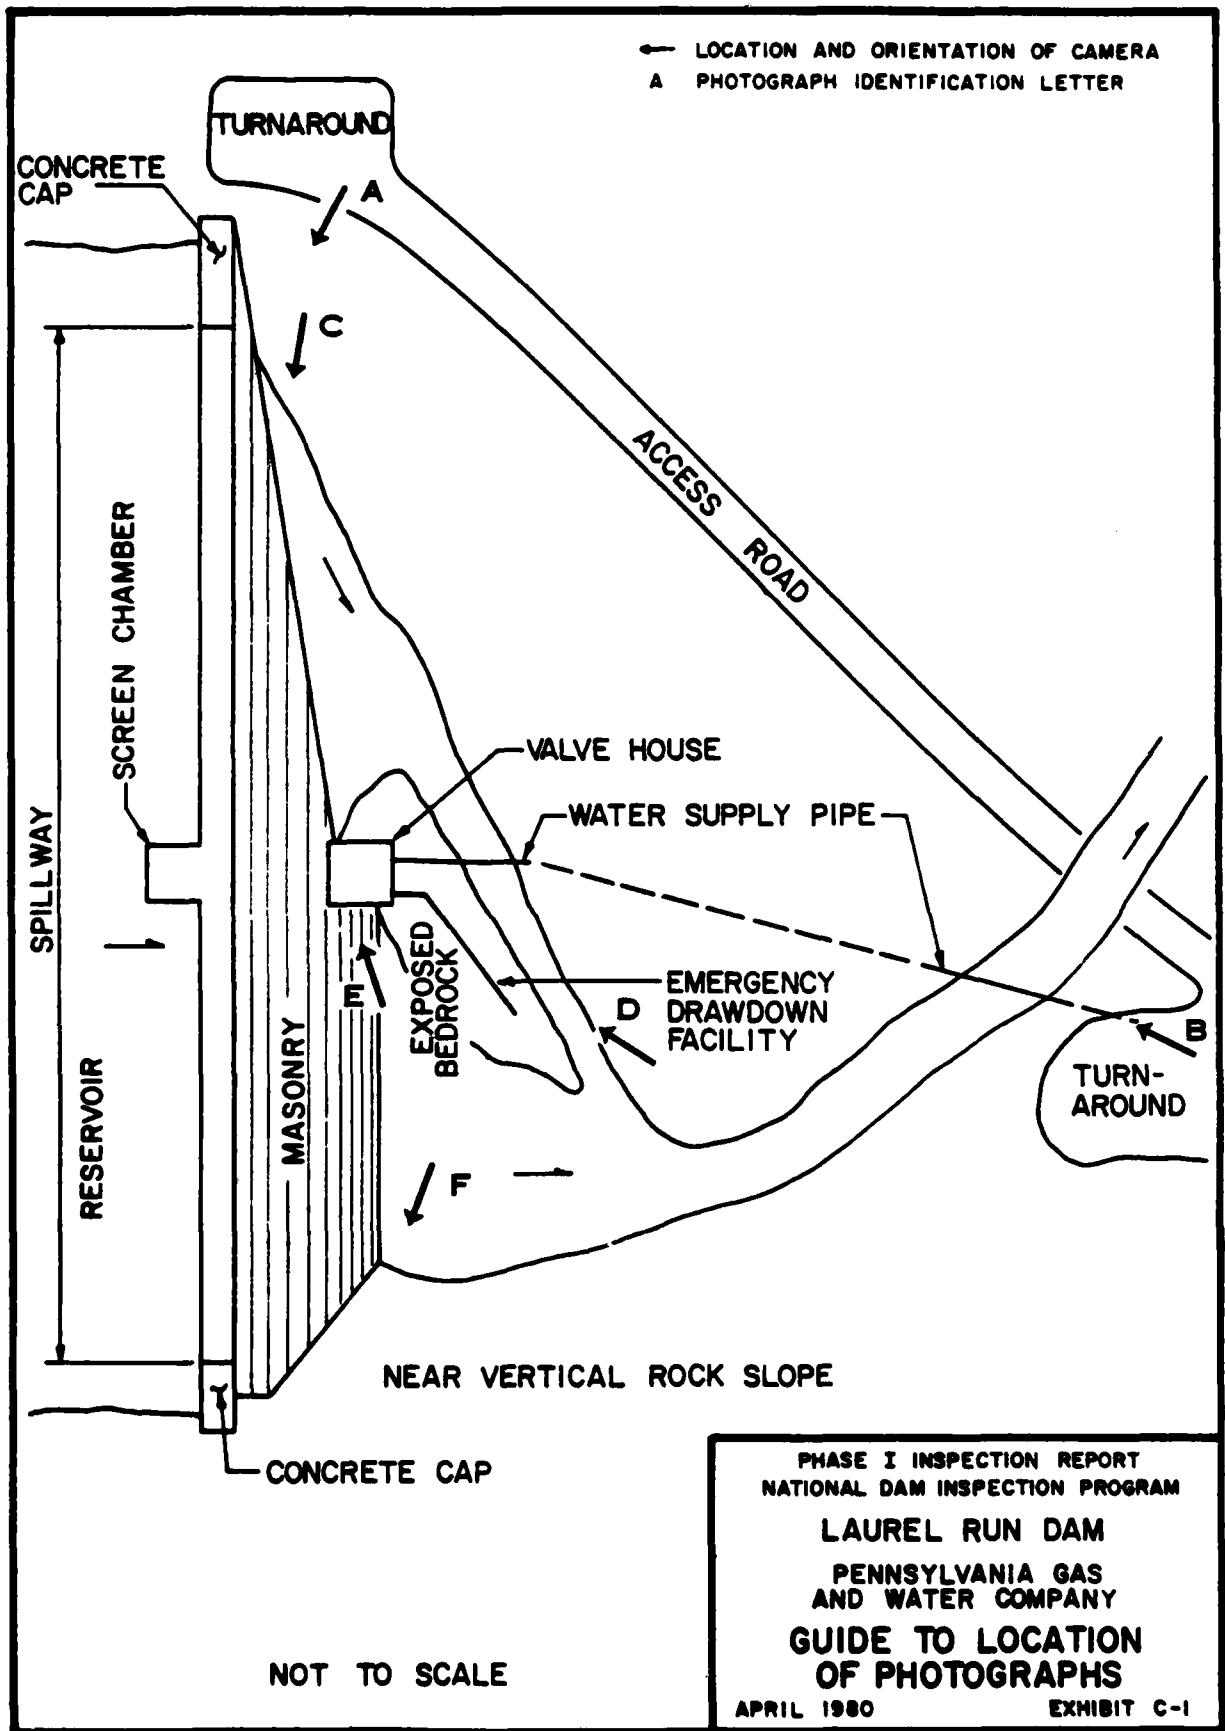 LOCATION AND ORIENTATION OF CAMERA
A PHOTOGRAPH IDENTIFICATION LETTER
TURNAROUND
CONCRETE
CAP
A
C
ACCESS
ROAD
SCREEN CHAMBER
VALVE HOUSE
WATER SUPPLY PIPE
SPILLWAY
EXPOSED
BEDROCK
E
EMERGENCY
DRAWDOWN
FACILITY
D
B
TURN-
AROUND
MASONRY
RESERVOIR
F
NEAR VERTICAL ROCK SLOPE
CONCRETE CAP
NOT TO SCALE
PHASE I INSPECTION REPORT
NATIONAL DAM INSPECTION PROGRAM
LAUREL RUN DAM
PENNSYLVANIA GAS
AND WATER COMPANY
GUIDE TO LOCATION
OF PHOTOGRAPHS
APRIL 1980 EXHIBIT C-1